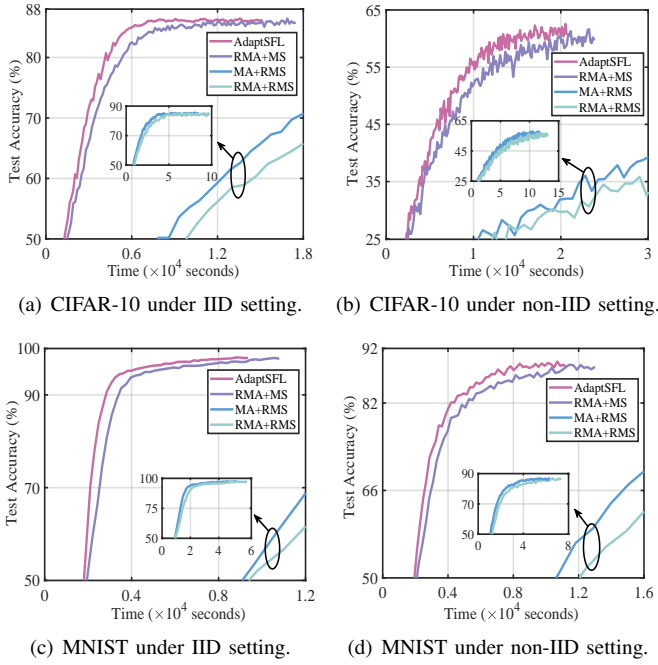 88
80
70
60
50
Test Accuracy (%)
AdaptSFL
RMA+MS
MA+RMS
RMA+RMS
90
70
50
0
5
10
0
0.6
1.2
1.8
Time (×10⁴ seconds)
(a) CIFAR-10 under IID setting.
65
55
45
35
25
Test Accuracy (%)
AdaptSFL
RMA+MS
MA+RMS
RMA+RMS
65
45
25
0
5
10
15
0
1
2
3
Time (×10⁴ seconds)
(b) CIFAR-10 under non-IID setting.
100
90
70
50
Test Accuracy (%)
AdaptSFL
RMA+MS
MA+RMS
RMA+RMS
100
75
50
0
2
4
6
0
0.4
0.8
1.2
Time (×10⁴ seconds)
(c) MNIST under IID setting.
92
82
66
50
Test Accuracy (%)
AdaptSFL
RMA+MS
MA+RMS
RMA+RMS
90
70
50
0
4
8
0
0.4
0.8
1.2
1.6
Time (×10⁴ seconds)
(d) MNIST under non-IID setting.